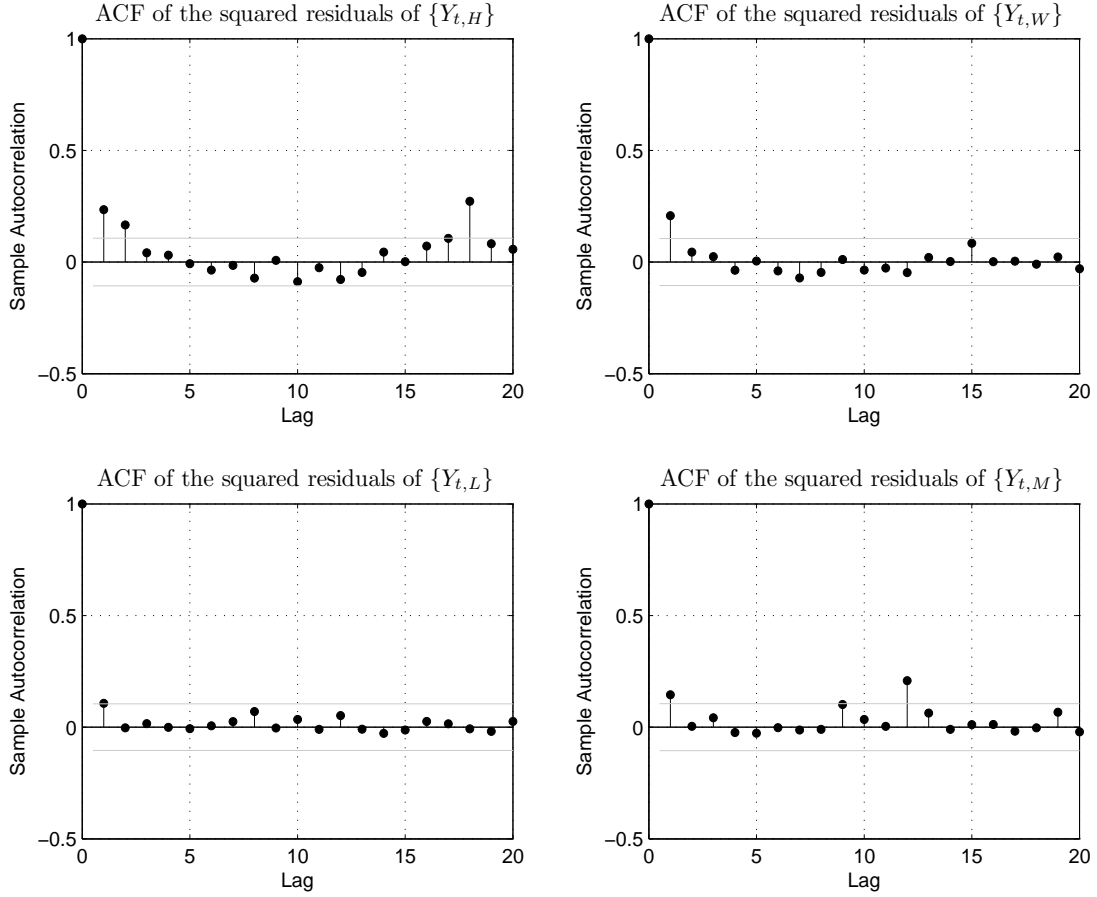 ACF of the squared residuals of {Y_{t,H}}
1
0.5
0
−0.5
0 5 10 15 20
Lag
Sample Autocorrelation
ACF of the squared residuals of {Y_{t,W}}
1
0.5
0
−0.5
0 5 10 15 20
Lag
Sample Autocorrelation
ACF of the squared residuals of {Y_{t,L}}
1
0.5
0
−0.5
0 5 10 15 20
Lag
Sample Autocorrelation
ACF of the squared residuals of {Y_{t,M}}
1
0.5
0
−0.5
0 5 10 15 20
Lag
Sample Autocorrelation